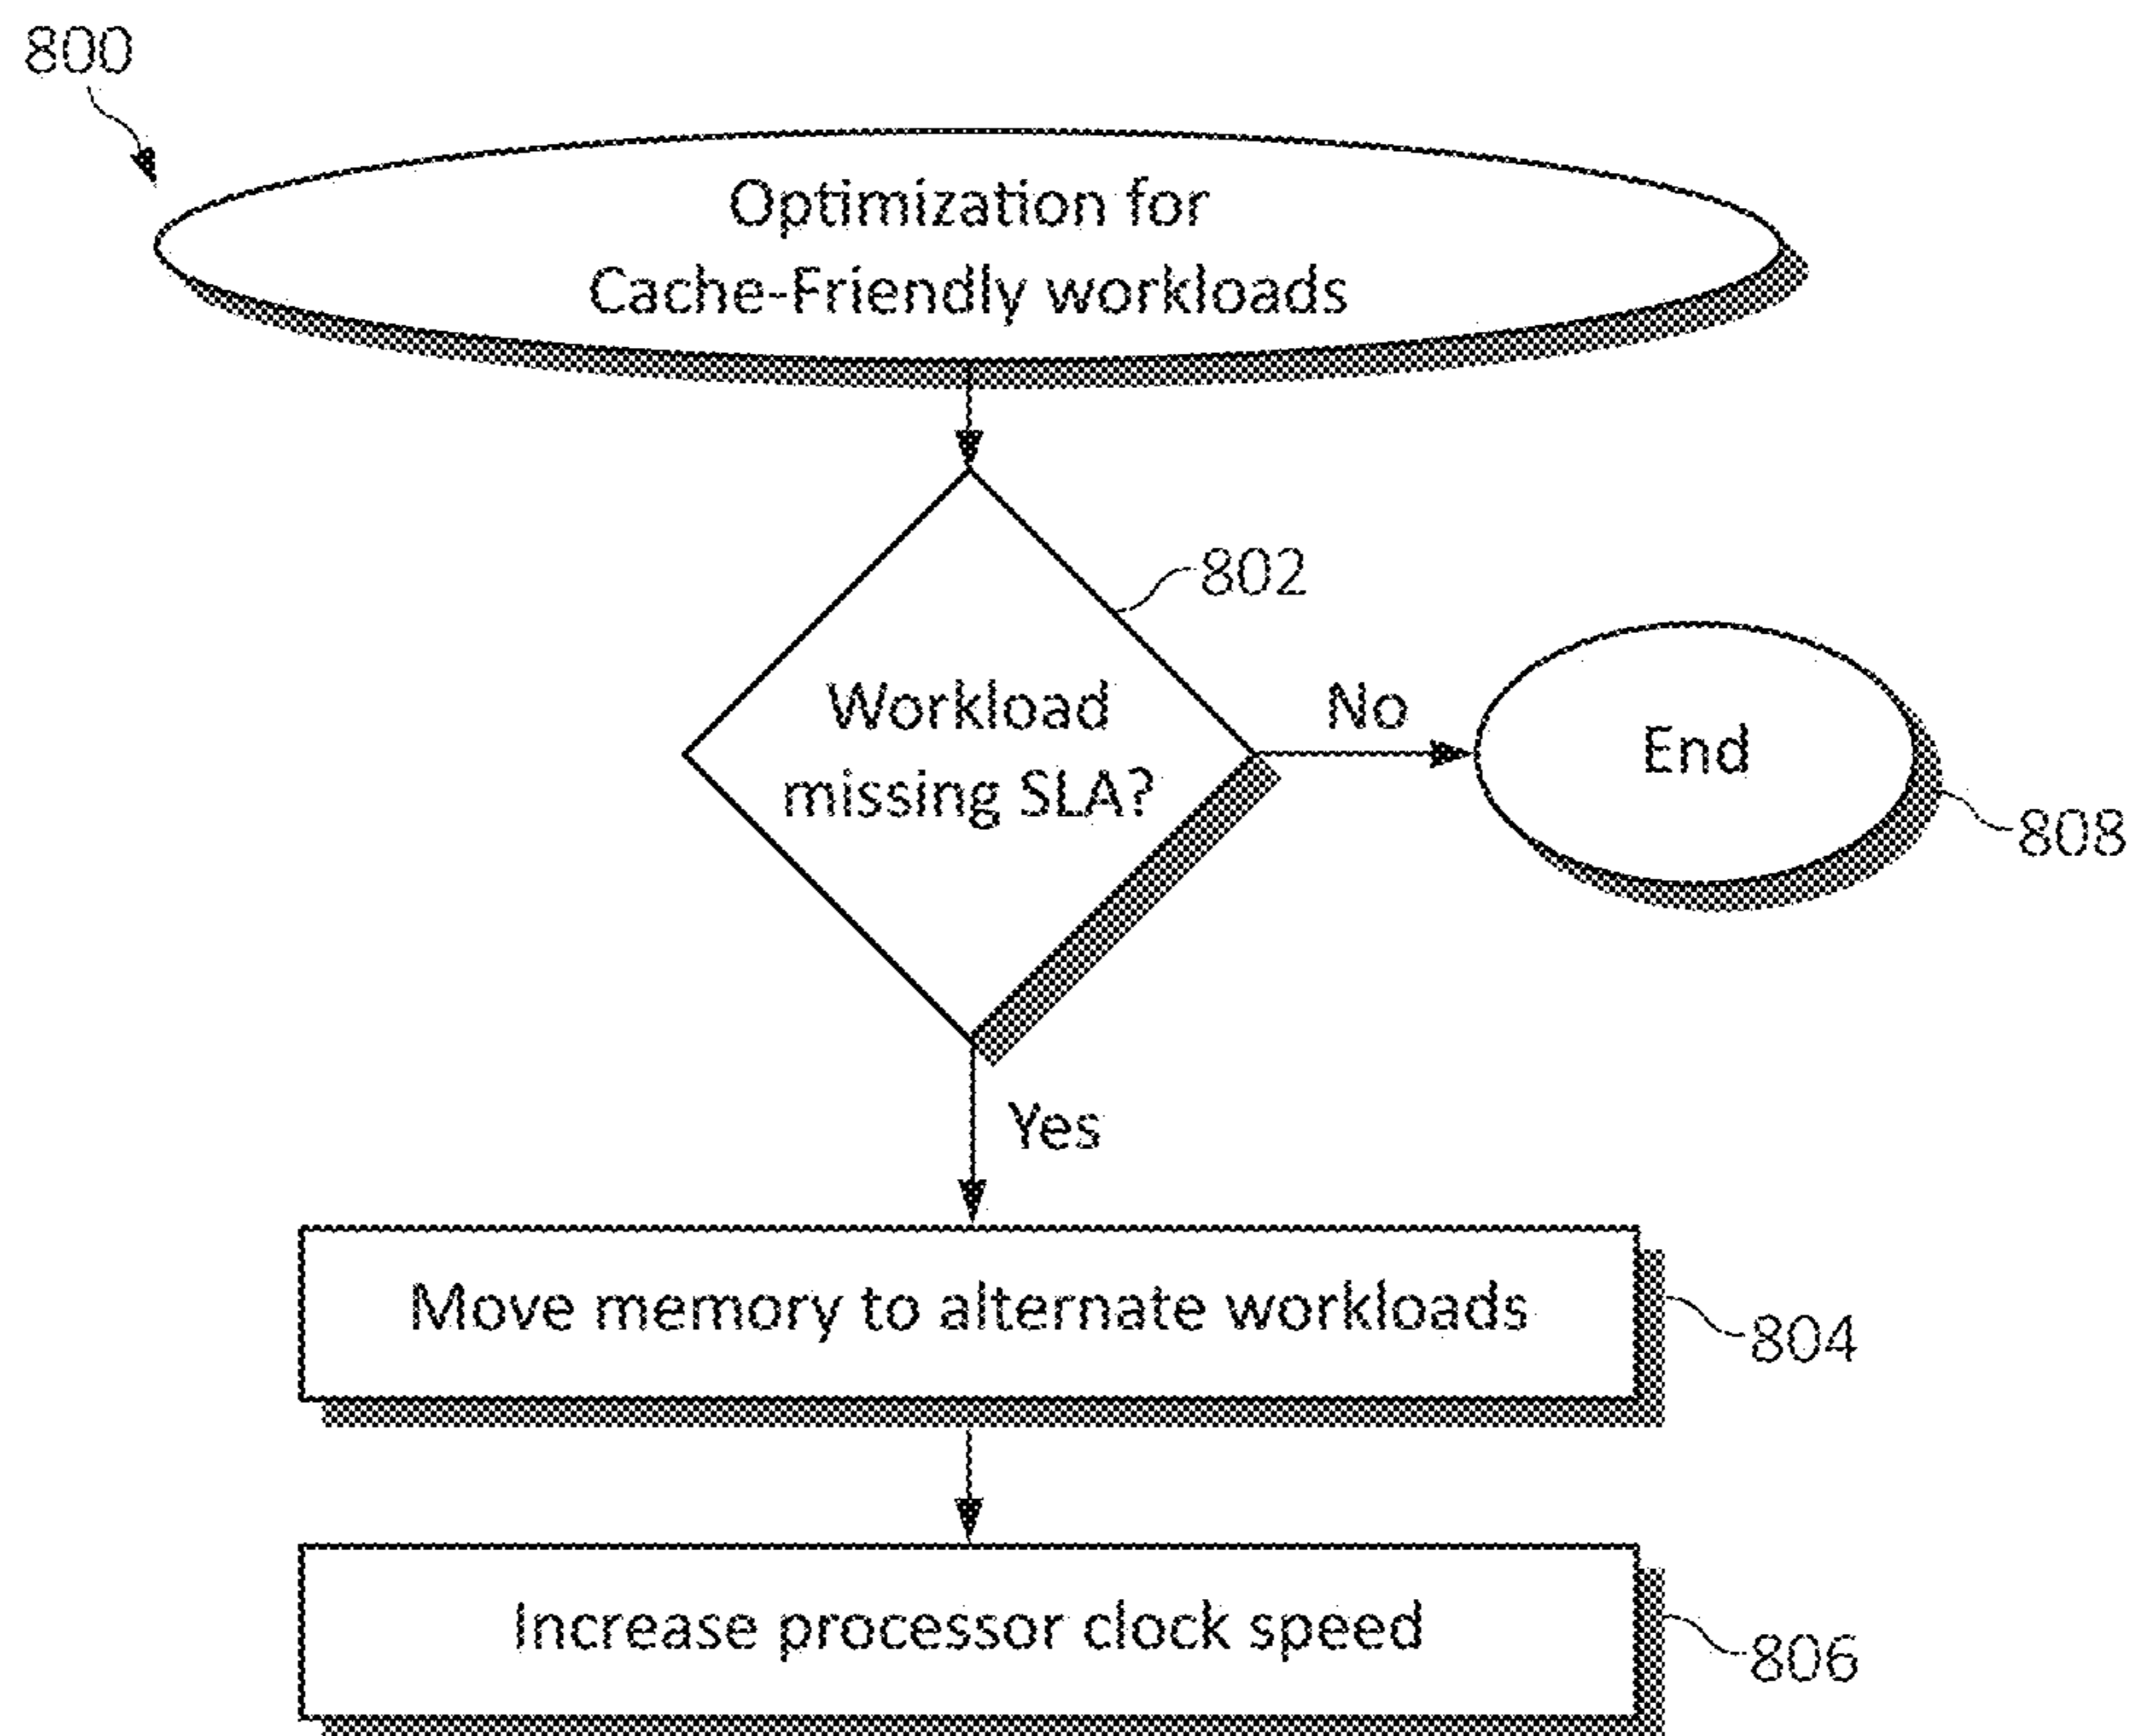 800
Optimization for
Cache-Friendly workloads
802
Workload
missing SLA?
No
End
808
Yes
Move memory to alternate workloads
804
Increase processor clock speed
806